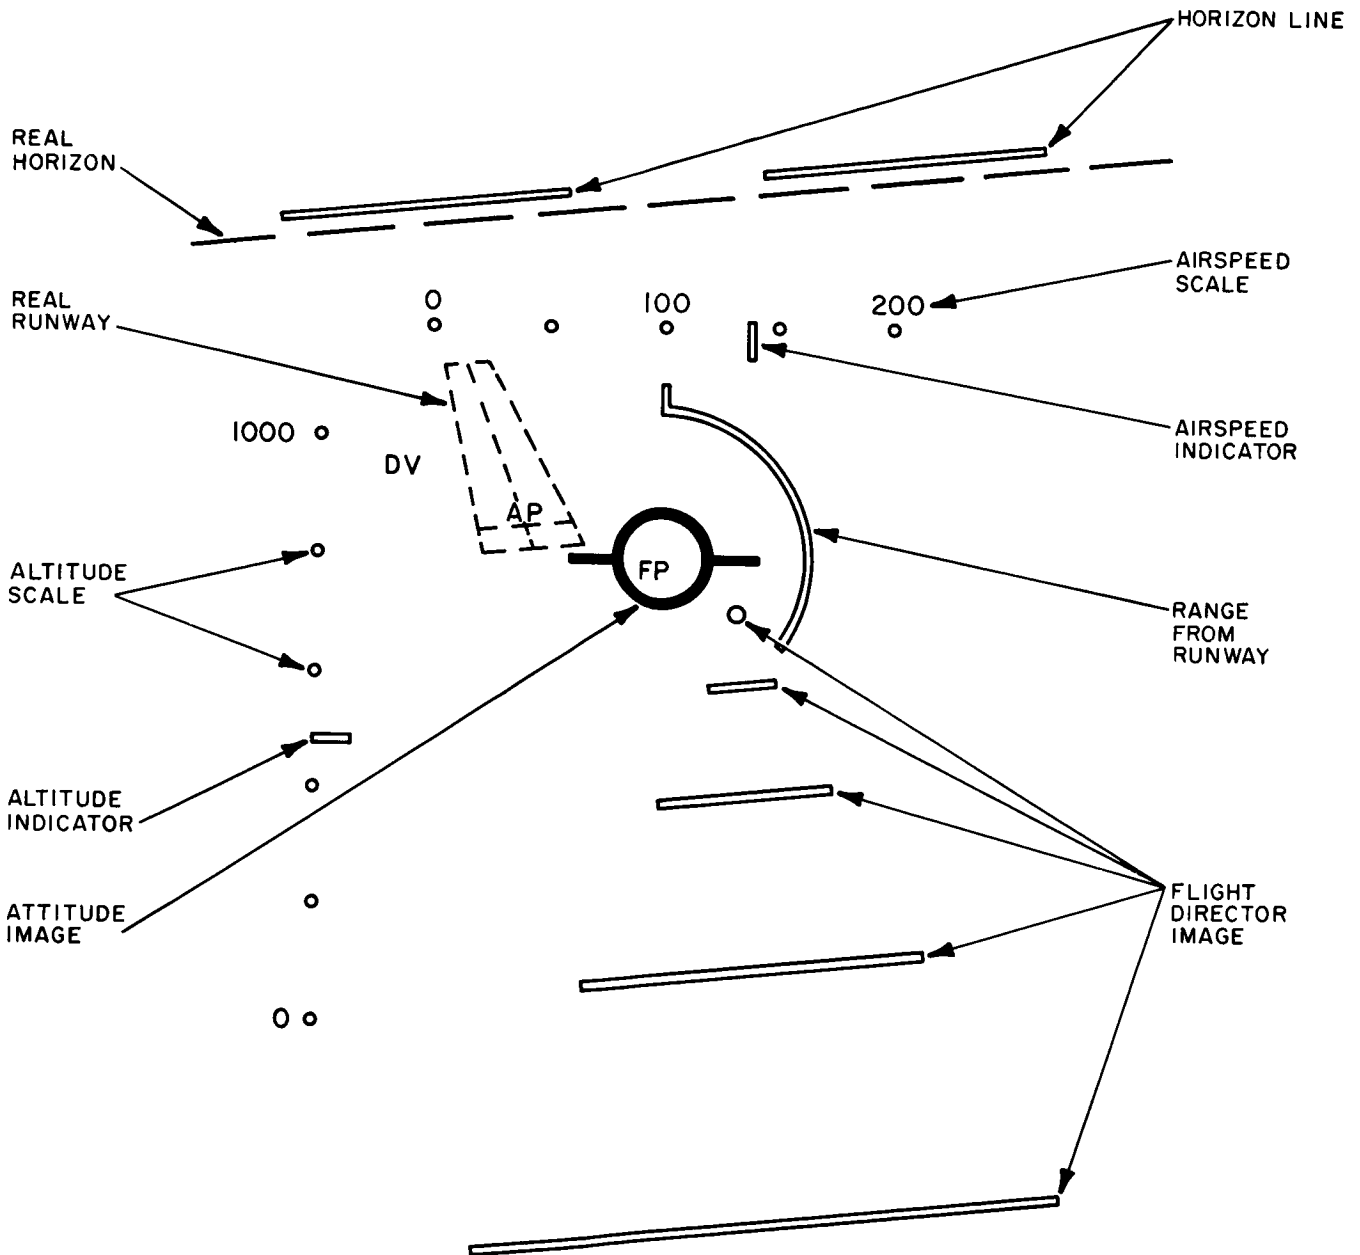 HORIZON LINE
REAL
HORIZON
AIRSPEED
SCALE
REAL
RUNWAY
0
100
200
1000
DV
AIRSPEED
INDICATOR
AP
FP
ALTITUDE
SCALE
RANGE
FROM
RUNWAY
ALTITUDE
INDICATOR
ATTITUDE
IMAGE
FLIGHT
DIRECTOR
IMAGE
0